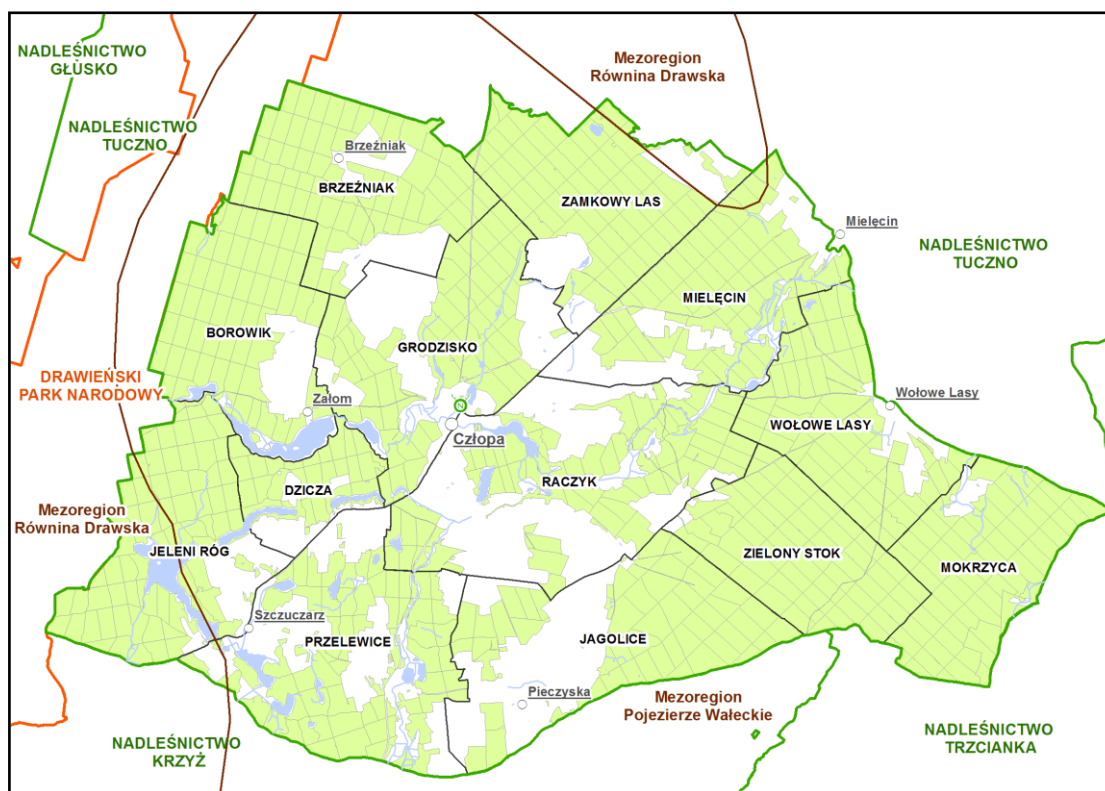 NADLEŚNICTWO
GŁUSKO
Mezoregion
Równina Drawska
NADLEŚNICTWO
TUCZNO
Brzeźniak
BRZEŹNIAK
ZAMKOWY LAS
Mielęcin
NADLEŚNICTWO
TUCZNO
MIELĘCIN
BOROWIK
GRODZISKO
DRAWIEŃSKI
PARK NARODOWY
Załom
Wołowe Lasy
WOŁOWE LASY
Człopa
DZICZA
RACZYK
Mezoregion
Równina Drawska
JELENI RÓG
ZIELONY STOK
MOKRZYCA
Szczuczarz
PRZELEWICE
JAGOLICE
Pieczyska
Mezoregion
Pojezierze Wałeckie
NADLEŚNICTWO
KRZYŻ
NADLEŚNICTWO
TRZCIANKA